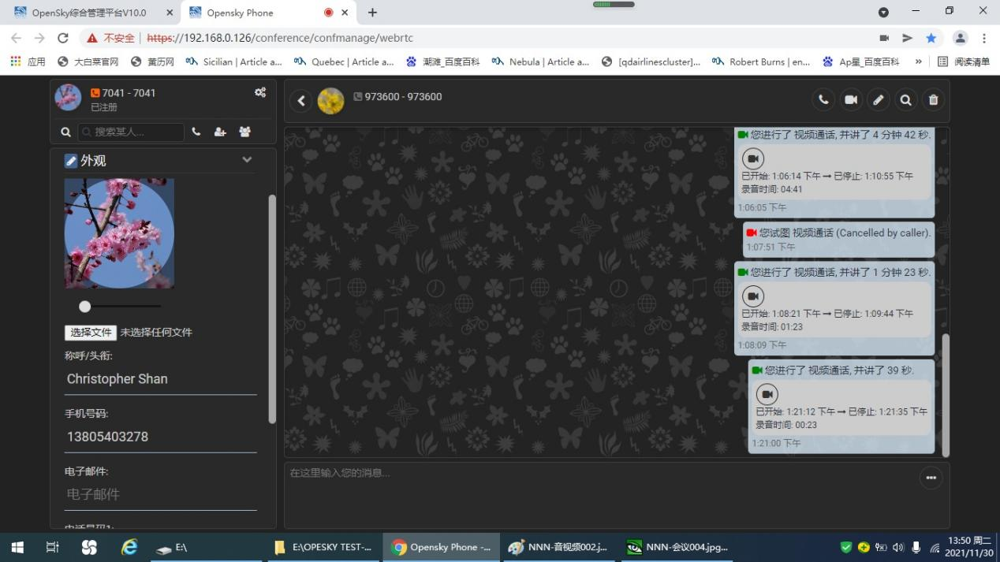 OpenSky综合管理平台V10.0
Opensky Phone
不安全
https://192.168.0.126/conference/confmanage/webrtc
应用
大白菜官网
黄历网
Sicilian | Article a...
Quebec | Article a...
潮滩_百度百科
Nebula | Article a...
[qdairlinescluster]...
Robert Burns | en...
Ap星_百度百科
»
阅读清单
7041 - 7041
已注册
搜索某人...
外观
选择文件 未选择任何文件
称呼/头衔:
Christopher Shan
手机号码:
13805403278
电子邮件:
电子邮件
973600 - 973600
您进行了 视频通话, 并讲了 4 分钟 42 秒.
已开始: 1:06:14 下午 ➞ 已停止: 1:10:55 下午
录音时间: 04:41
1:06:05 下午
您试图 视频通话 (Cancelled by caller).
1:07:51 下午
您进行了 视频通话, 并讲了 1 分钟 23 秒.
已开始: 1:08:21 下午 ➞ 已停止: 1:09:44 下午
录音时间: 01:23
1:08:09 下午
您进行了 视频通话, 并讲了 39 秒.
已开始: 1:21:12 下午 ➞ 已停止: 1:21:35 下午
录音时间: 00:23
1:21:00 下午
在这里输入您的消息...
E:\
E:\OPESKY TEST-...
Opensky Phone -...
NNN-音视频002.j...
NNN-会议004.jpg...
13:50 周二
2021/11/30